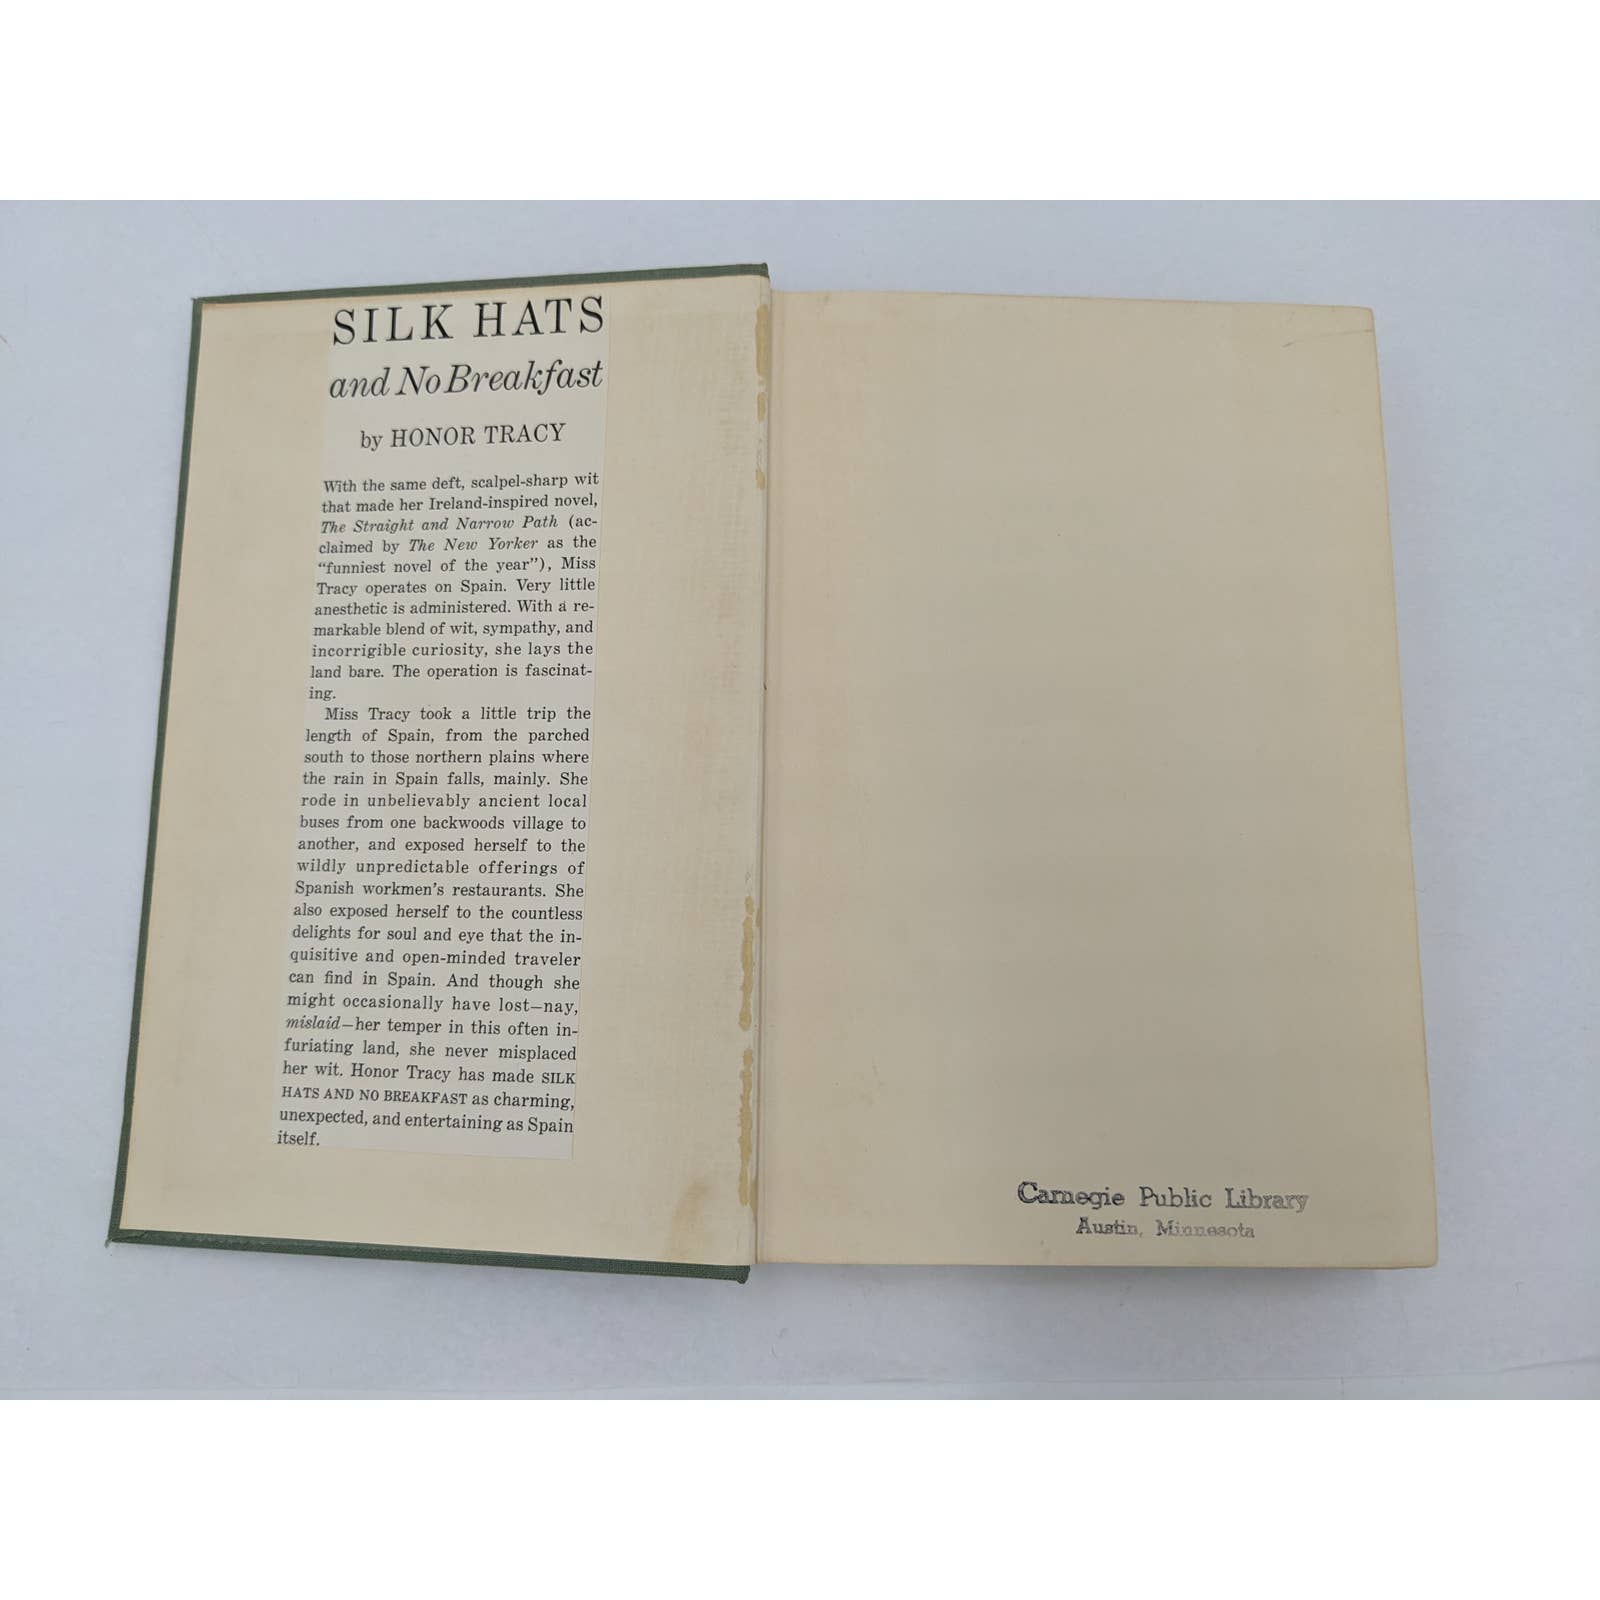 SILK HATS
and No Breakfast
by HONOR TRACY
With the same deft, scalpel-sharp wit
that made her Ireland-inspired novel,
The Straight and Narrow Path (ac-
claimed by The New Yorker as the
"funniest novel of the year"), Miss
Tracy operates on Spain. Very little
anesthetic is administered. With a re-
markable blend of wit, sympathy, and
incorrigible curiosity, she lays the
land bare. The operation is fascinat-
ing.
Miss Tracy took a little trip the
length of Spain, from the parched
south to those northern plains where
the rain in Spain falls, mainly. She
rode in unbelievably ancient local
buses from one backwoods village to
another, and exposed herself to the
wildly unpredictable offerings of
Spanish workmen's restaurants. She
also exposed herself to the countless
delights for soul and eye that the in-
quisitive and open-minded traveler
can find in Spain. And though she
might occasionally have lost—nay,
mislaid—her temper in this often in-
furiating land, she never misplaced
her wit. Honor Tracy has made SILK
HATS AND NO BREAKFAST as charming,
unexpected, and entertaining as Spain
itself.
Carnegie Public Library
Austin, Minnesota